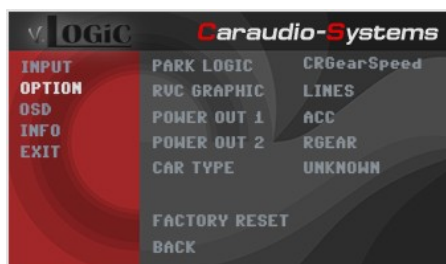 v.LOGiC Caraudio-Systems
INPUT
OPTION
OSD
INFO
EXIT
PARK LOGIC CRGearSpeed
RVC GRAPHIC LINES
POWER OUT 1 ACC
POWER OUT 2 RGEAR
CAR TYPE UNKNOWN
FACTORY RESET
BACK